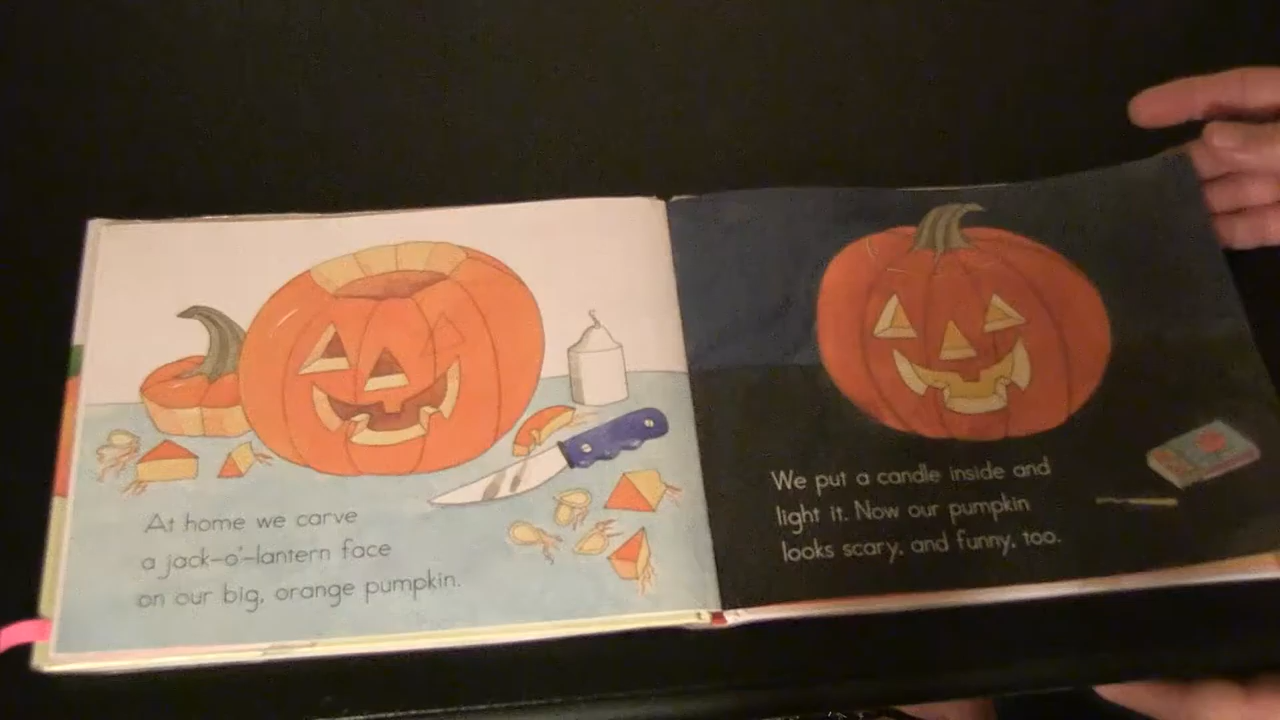 At home we carve
a jack-o'-lantern face
on our big, orange pumpkin.
We put a candle inside and
light it. Now our pumpkin
looks scary, and funny, too.